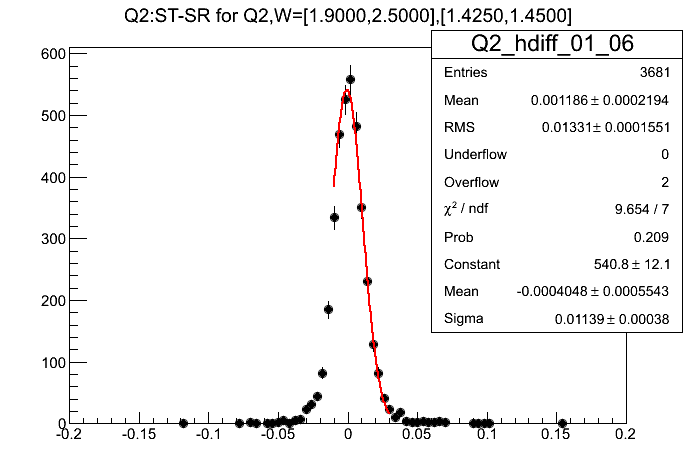 Q2:ST-SR for Q2,W=[1.9000,2.5000],[1.4250,1.4500]
Q2_hdiff_01_06
Entries 3681
Mean 0.001186 ± 0.0002194
RMS 0.01331 ± 0.0001551
Underflow 0
Overflow 2
χ² / ndf 9.654 / 7
Prob 0.209
Constant 540.8 ± 12.1
Mean -0.0004048 ± 0.0005543
Sigma 0.01139 ± 0.00038
600
500
400
300
200
100
0
-0.2 -0.15 -0.1 -0.05 0 0.05 0.1 0.15 0.2